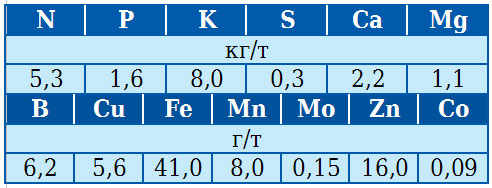 N P K S Ca Mg
кг/т
5,3 1,6 8,0 0,3 2,2 1,1
B Cu Fe Mn Mo Zn Co
г/т
6,2 5,6 41,0 8,0 0,15 16,0 0,09